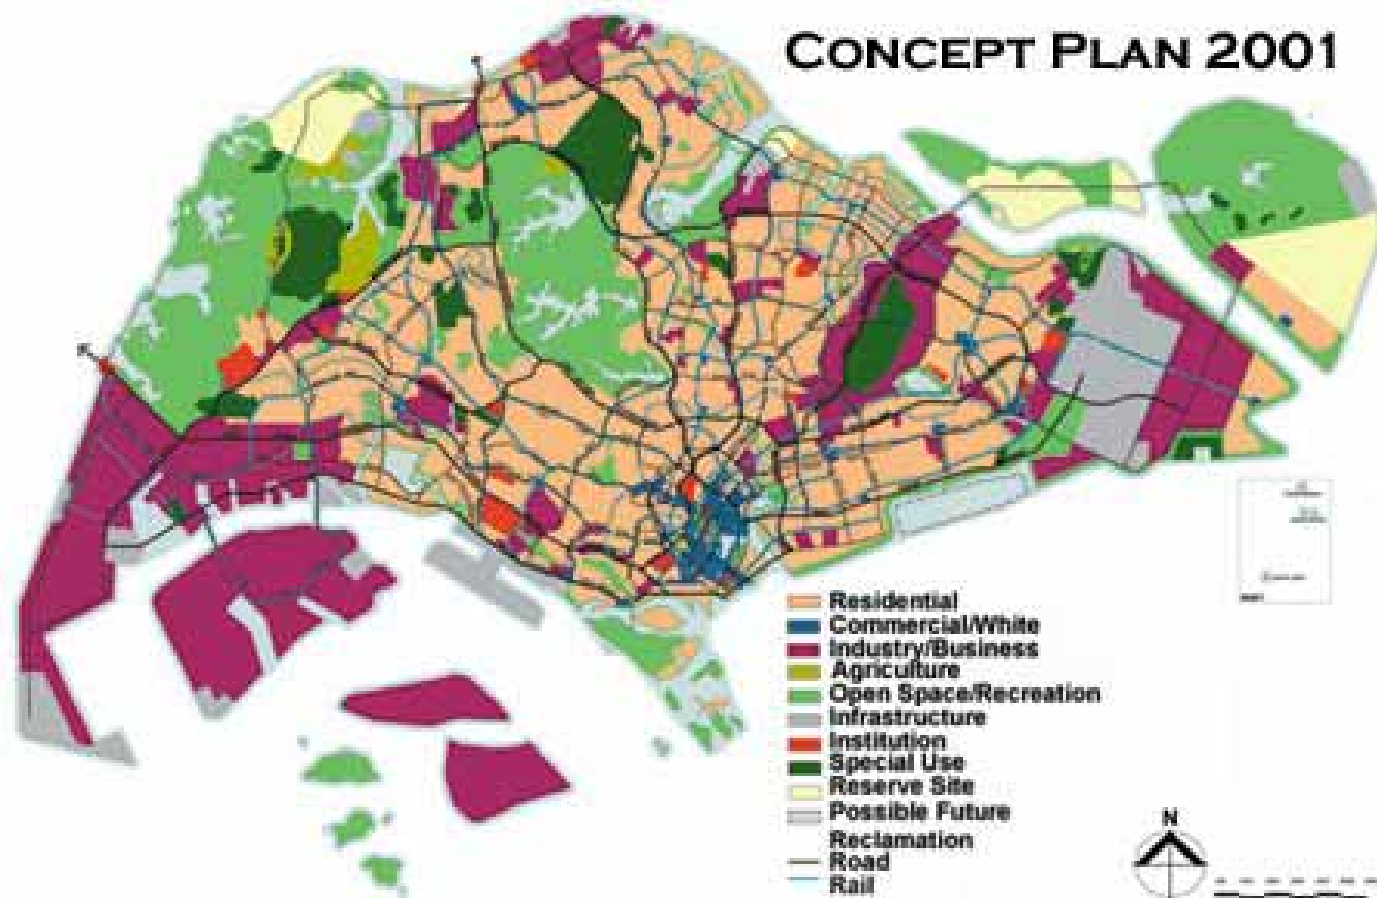 CONCEPT PLAN 2001
Residential
Commercial/White
Industry/Business
Agriculture
Open Space/Recreation
Infrastructure
Institution
Special Use
Reserve Site
Possible Future
Reclamation
Road
Rail
N